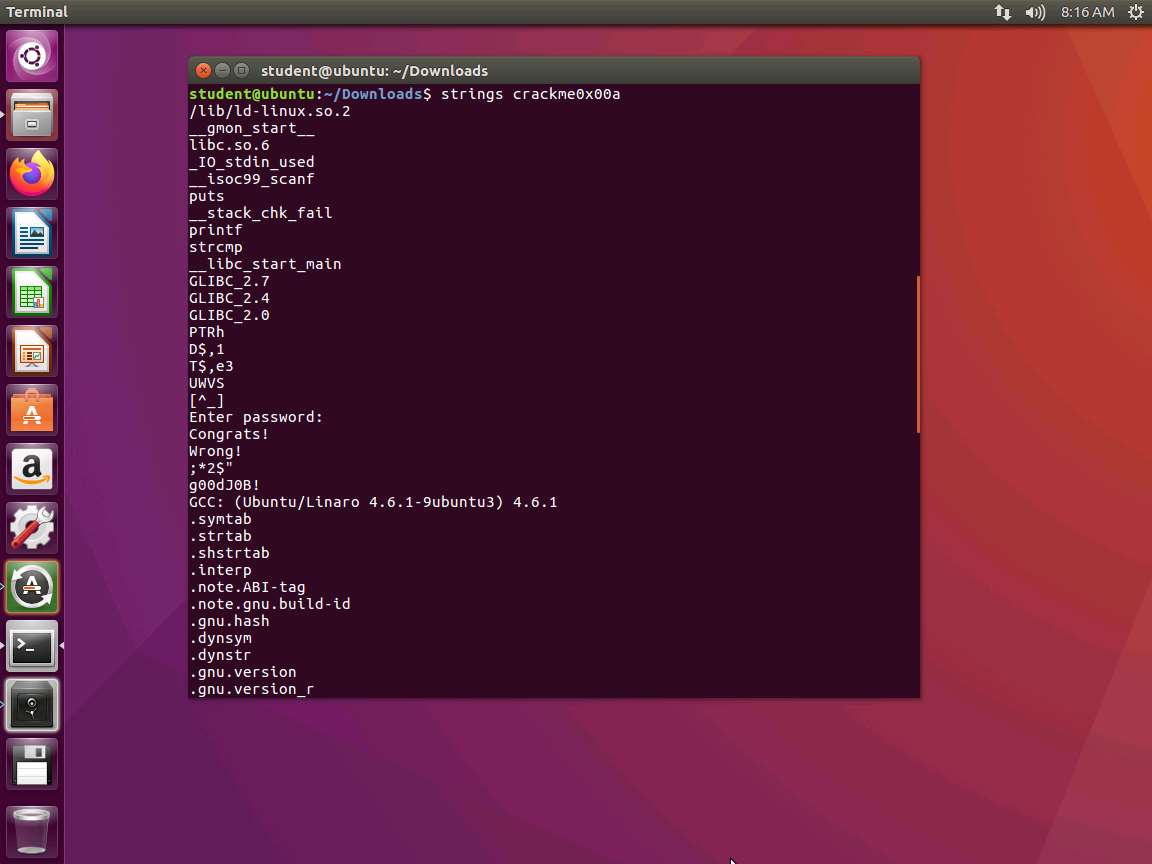 Terminal
8:16 AM
student@ubuntu: ~/Downloads
student@ubuntu:~/Downloads$ strings crackme0x00a
/lib/ld-linux.so.2
__gmon_start__
libc.so.6
_IO_stdin_used
__isoc99_scanf
puts
__stack_chk_fail
printf
strcmp
__libc_start_main
GLIBC_2.7
GLIBC_2.4
GLIBC_2.0
PTRh
D$,1
T$,e3
UWVS
[^_]
Enter password:
Congrats!
Wrong!
;*2$"
g00dJ0B!
GCC: (Ubuntu/Linaro 4.6.1-9ubuntu3) 4.6.1
.symtab
.strtab
.shstrtab
.interp
.note.ABI-tag
.note.gnu.build-id
.gnu.hash
.dynsym
.dynstr
.gnu.version
.gnu.version_r